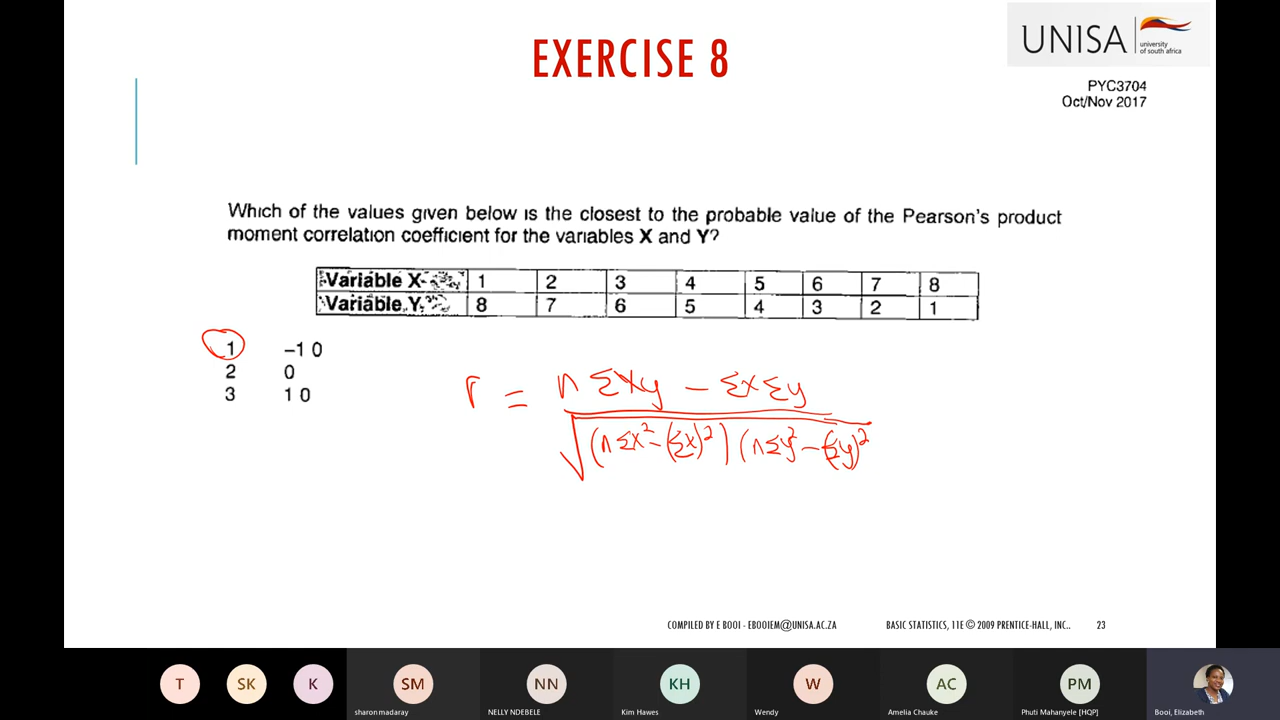 EXERCISE 8
UNISA
university
of south africa
PYC3704
Oct/Nov 2017
Which of the values given below is the closest to the probable value of the Pearson's product
moment correlation coefficient for the variables X and Y?
Variable X 1 2 3 4 5 6 7 8
Variable Y 8 7 6 5 4 3 2 1
1 –1 0
2 0
3 1 0
r = n Σxy − Σx Σy
√(nΣx² − (Σx)²) (nΣy² − (Σy)²
COMPILED BY E BOOI - EBOOIEM@UNISA.AC.ZA BASIC STATISTICS, 11E © 2009 PRENTICE-HALL, INC.. 23
T SK K SM NN KH W AC PM
sharon madaray NELLY NDEBELE Kim Hawes Wendy Amelia Chauke Phuti Mahanyele [HQP] Booi, Elizabeth